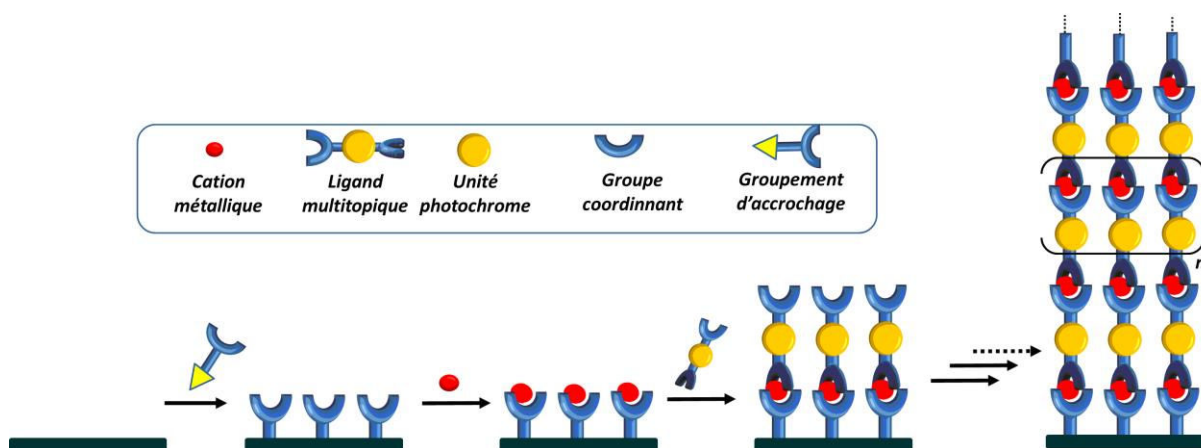 Cation
métallique
Ligand
multitopique
Unité
photochrome
Groupe
coordinnant
Groupement
d'accrochage
n